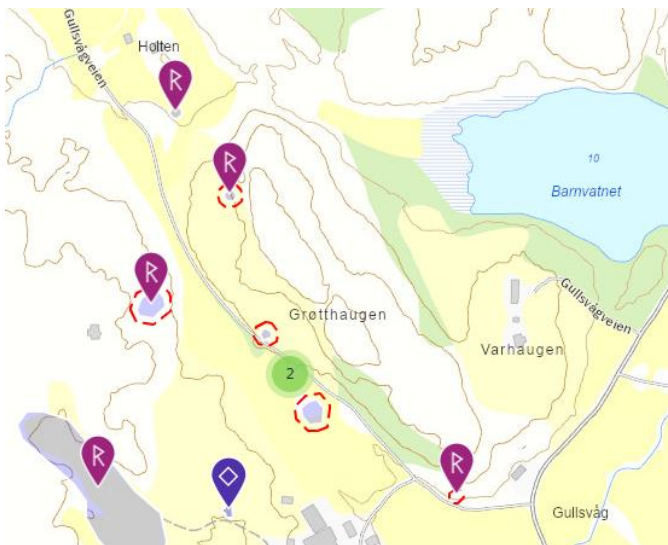 Gullsvågveien
Holten
10
Barnvatnet
Gullsvågveien
Grøtthaugen
Varhaugen
2
Gullsvåg